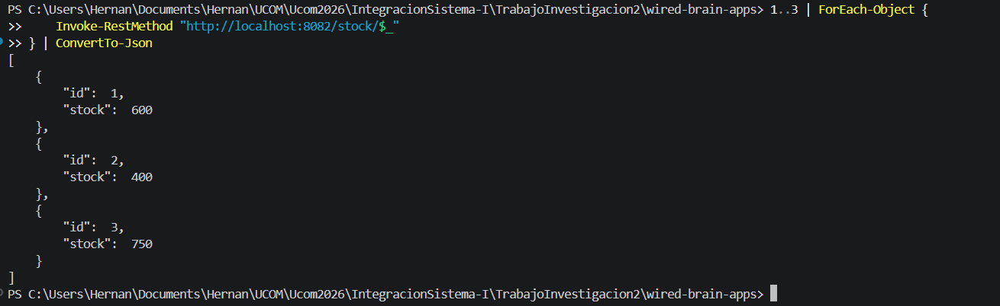 PS C:\Users\Hernan\Documents\Hernan\UCOM\Ucom2026\IntegracionSistema-I\TrabajoInvestigacion2\wired-brain-apps> 1..3 | ForEach-Object {
>>     Invoke-RestMethod "http://localhost:8082/stock/$_"
>> } | ConvertTo-Json
[
    {
        "id":  1,
        "stock":  600
    },
    {
        "id":  2,
        "stock":  400
    },
    {
        "id":  3,
        "stock":  750
    }
]
PS C:\Users\Hernan\Documents\Hernan\UCOM\Ucom2026\IntegracionSistema-I\TrabajoInvestigacion2\wired-brain-apps>